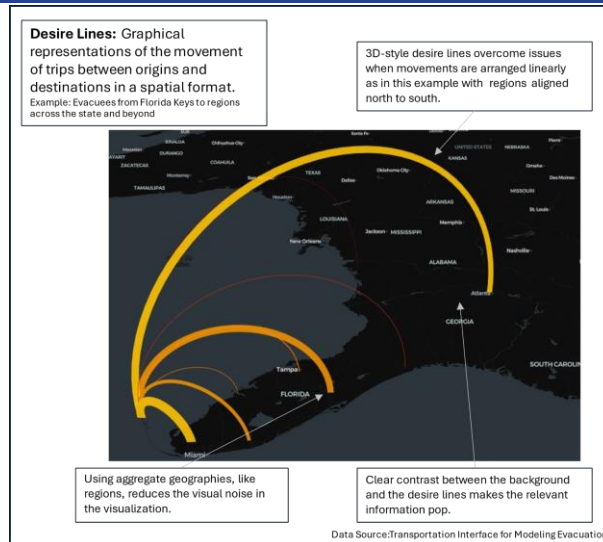 Desire Lines: Graphical
representations of the movement
of trips between origins and
destinations in a spatial format.
Example: Evacuees from Florida Keys to regions
across the state and beyond
3D-style desire lines overcome issues
when movements are arranged linearly
as in this example with regions aligned
north to south.
Santa Fe
SINALOA
Chihuahua City
UNITED STATES
NEBRASKA
DURANGO
COAHUILA
KANSAS
Omaha
ZACATECAS
Monterrey
TEXAS
Dallas
Oklahoma City
Des Moines
TAMAULIPAS
MISSOURI
Houston
ARKANSAS
St. Louis
LOUISIANA
Memphis
Jackson
MISSISSIPPI
New Orleans
Nashville
ALABAMA
Atlanta
GEORGIA
SOUTH CAROLIN
Tampa
FLORIDA
Miami
Using aggregate geographies, like
regions, reduces the visual noise in
the visualization.
Clear contrast between the background
and the desire lines makes the relevant
information pop.
Data Source:Transportation Interface for Modeling Evacuation